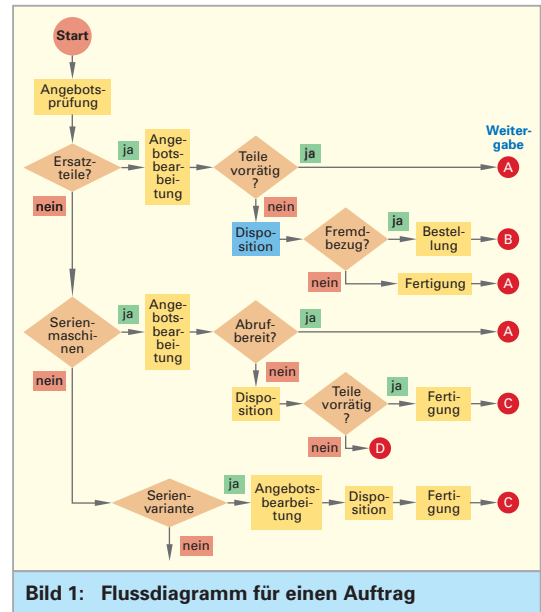 Start
Angebots-
prüfung
Weiter-
gabe
Ersatz-
teile?
ja
Ange-
bots-
bear-
bei-
tung
Teile
vorrätig
?
ja
A
nein
nein
Dispo-
sition
Fremd-
bezug?
ja
Bestel-
lung
B
nein
Fertigung
A
Serien-
maschi-
nen
ja
Ange-
bots-
bear-
bei-
tung
Abruf-
bereit?
ja
A
nein
nein
Dispo-
sition
Teile
vorrätig
?
ja
Ferti-
gung
C
nein
D
Serien-
variante
ja
Angebots-
bearbei-
tung
Dispo-
sition
Ferti-
gung
C
nein
Bild 1: Flussdiagramm für einen Auftrag